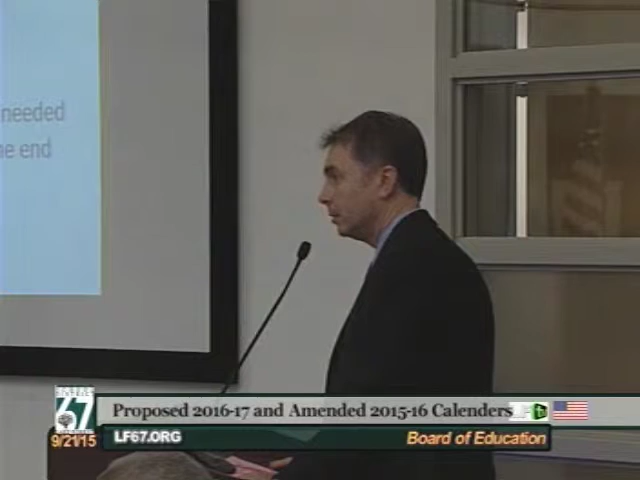 needed
he end
67
Proposed 2016-17 and Amended 2015-16 Calenders
9/21/15
LF67.ORG
Board of Education